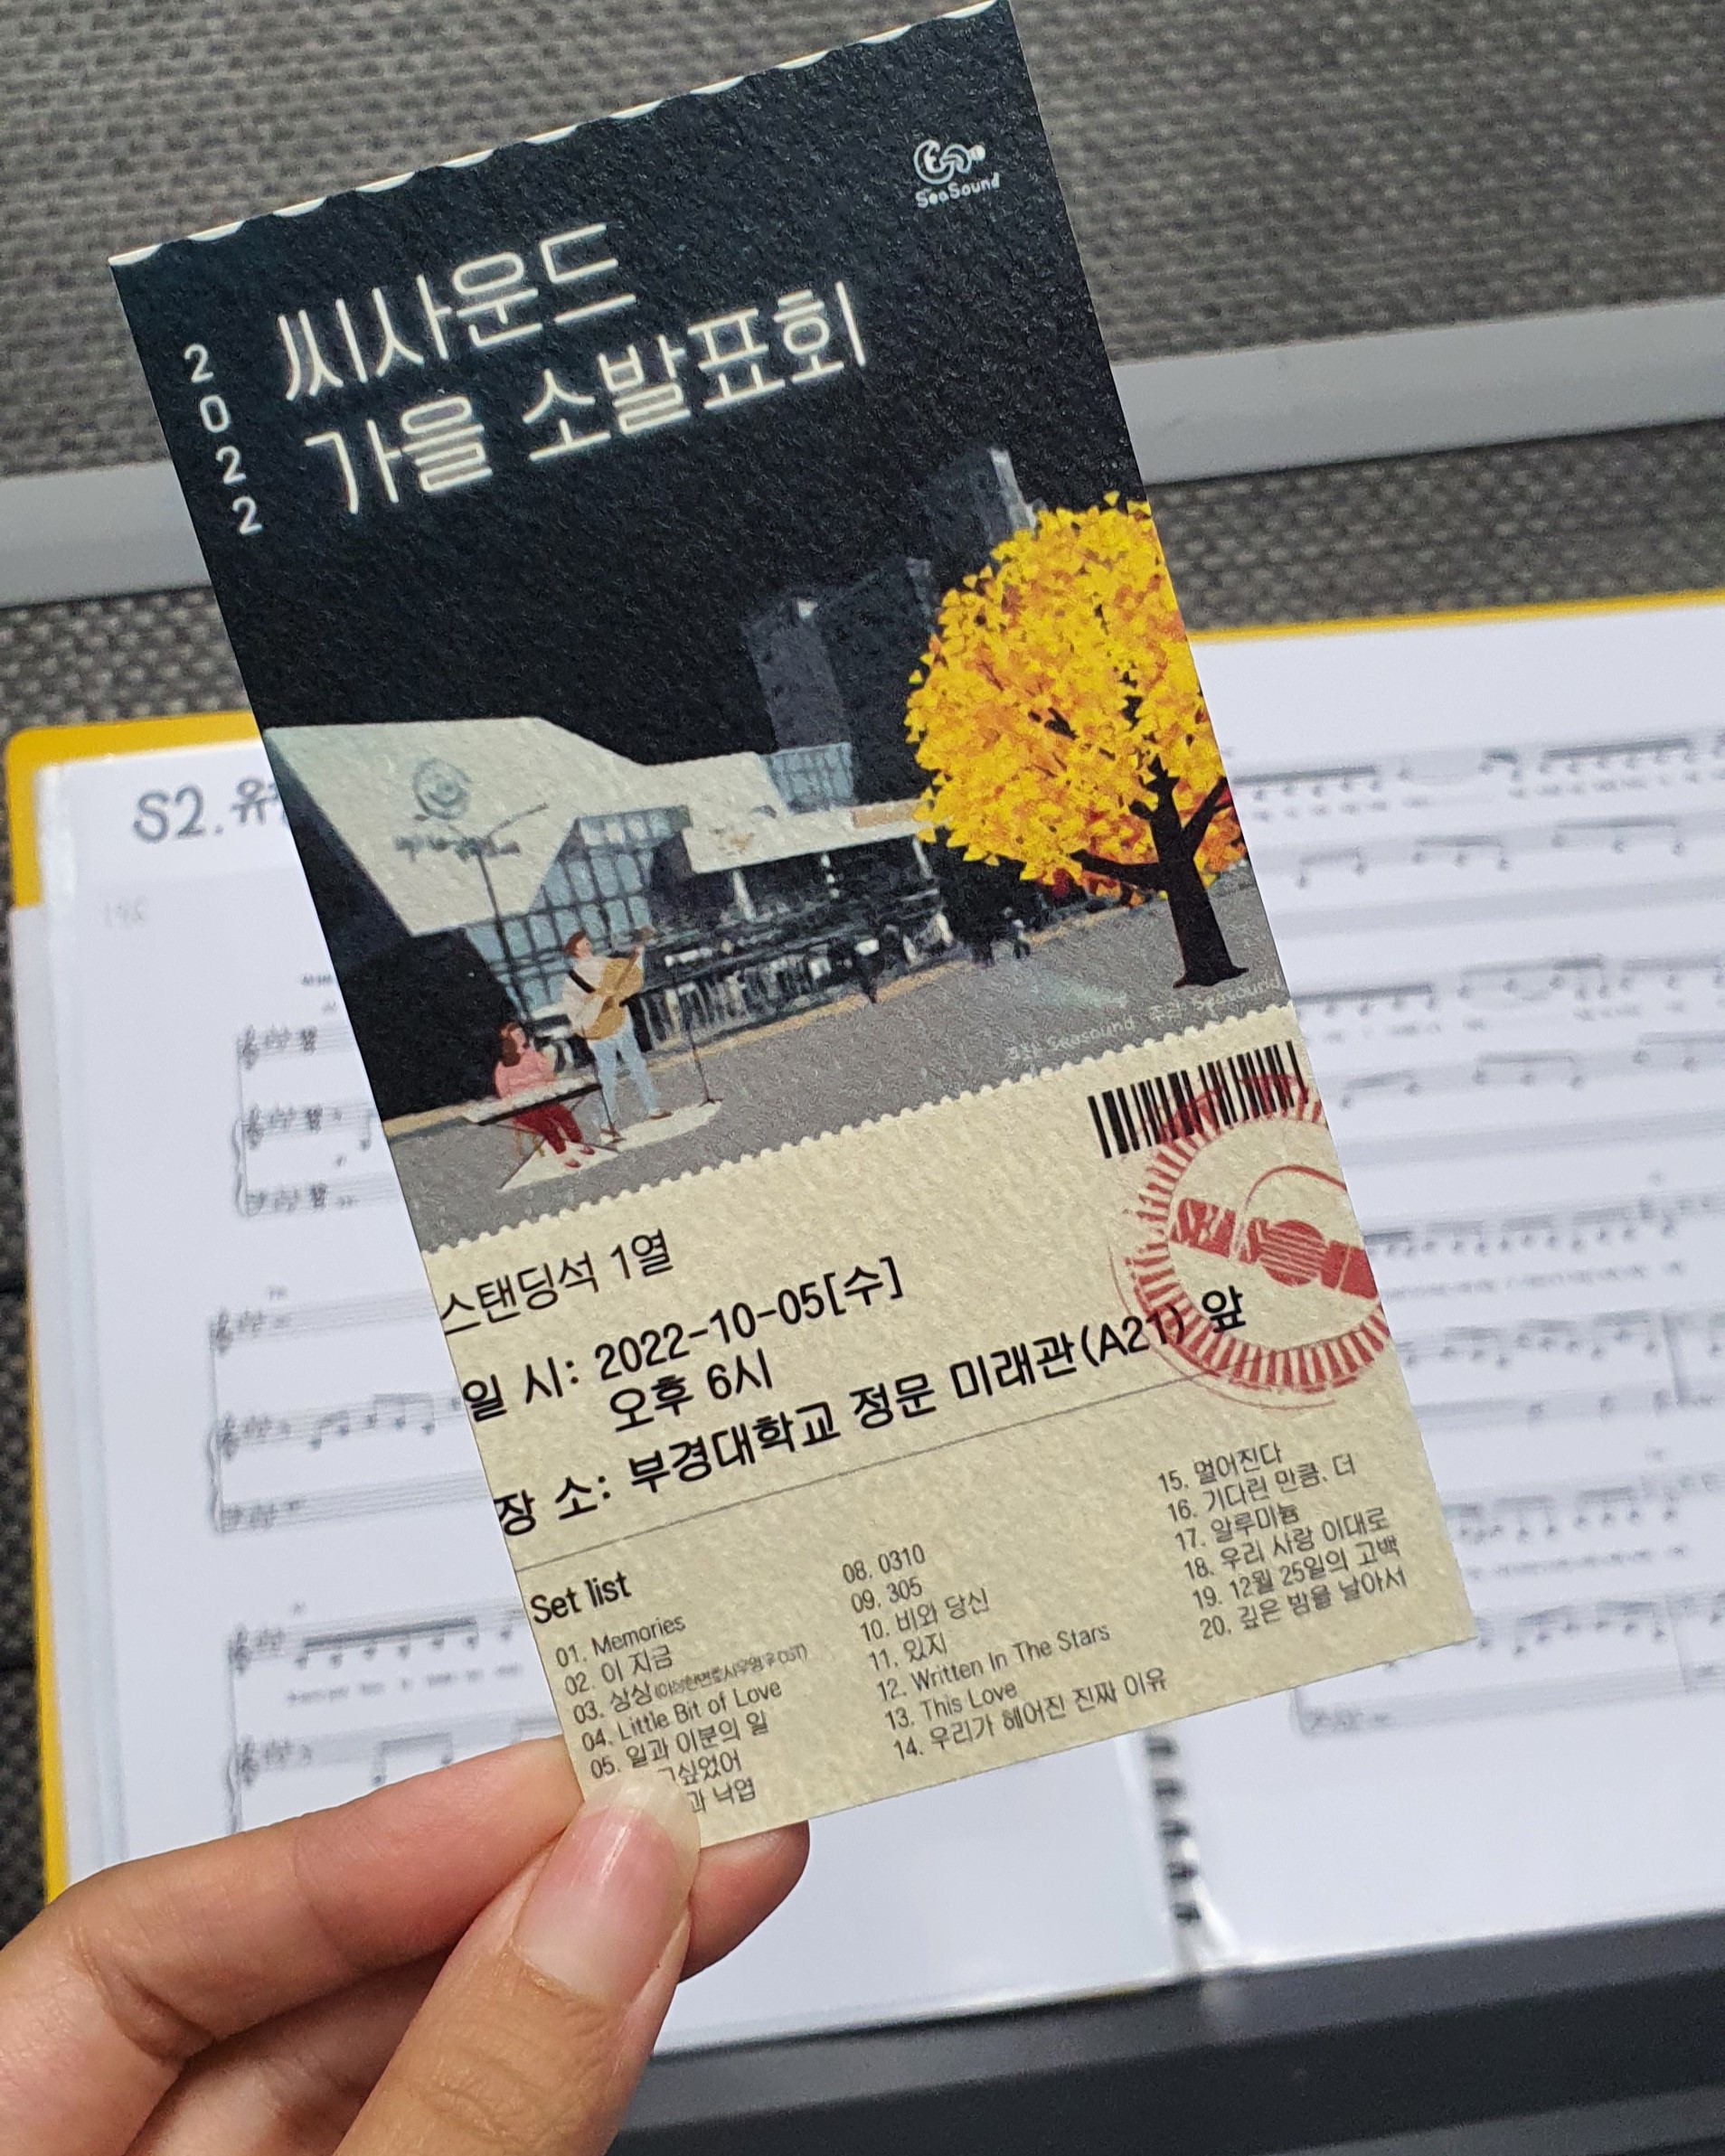 SeaSound
2022
씨사운드
가을 소발표회
주최 Seasound 주관 Seasound
스탠딩석 1열
일 시: 2022-10-05[수]
오후 6시
장 소: 부경대학교 정문 미래관(A21) 앞
Set list
01. Memories
02. 이 지금
03. 상상(이상한변호사우영우OST)
04. Little Bit of Love
05. 일과 이분의 일
고싶었어
과 낙엽
08. 0310
09. 305
10. 비와 당신
11. 있지
12. Written In The Stars
13. This Love
14. 우리가 헤어진 진짜 이유
15. 멀어진다
16. 기다린 만큼, 더
17. 알루미늄
18. 우리 사랑 이대로
19. 12월 25일의 고백
20. 깊은 밤을 날아서
S2.